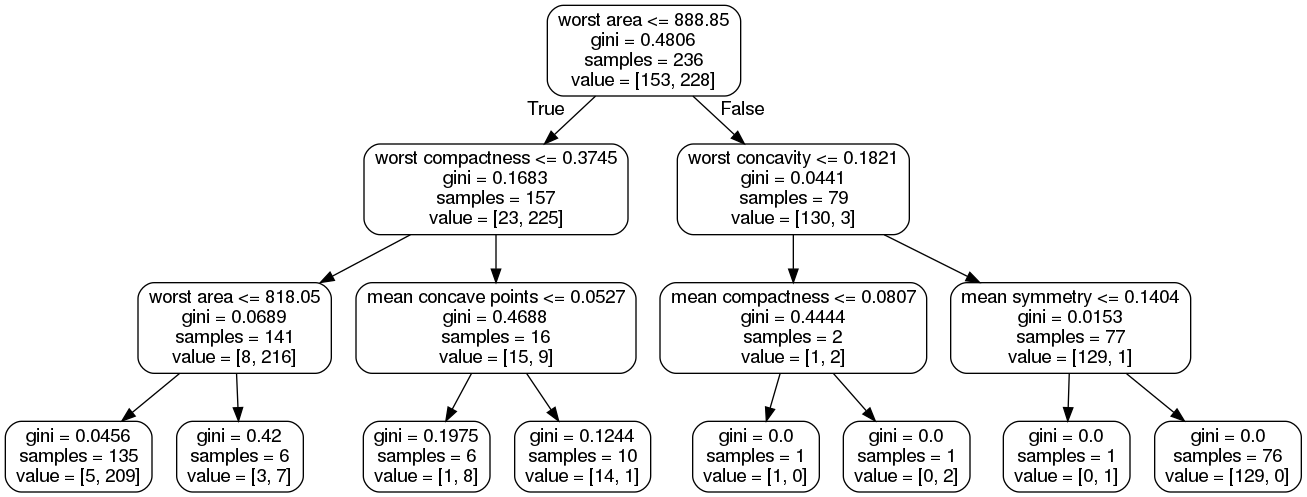 worst area <= 888.85
gini = 0.4806
samples = 236
value = [153, 228]
True
False
worst compactness <= 0.3745
gini = 0.1683
samples = 157
value = [23, 225]
worst concavity <= 0.1821
gini = 0.0441
samples = 79
value = [130, 3]
worst area <= 818.05
gini = 0.0689
samples = 141
value = [8, 216]
mean concave points <= 0.0527
gini = 0.4688
samples = 16
value = [15, 9]
mean compactness <= 0.0807
gini = 0.4444
samples = 2
value = [1, 2]
mean symmetry <= 0.1404
gini = 0.0153
samples = 77
value = [129, 1]
gini = 0.0456
samples = 135
value = [5, 209]
gini = 0.42
samples = 6
value = [3, 7]
gini = 0.1975
samples = 6
value = [1, 8]
gini = 0.1244
samples = 10
value = [14, 1]
gini = 0.0
samples = 1
value = [1, 0]
gini = 0.0
samples = 1
value = [0, 2]
gini = 0.0
samples = 1
value = [0, 1]
gini = 0.0
samples = 76
value = [129, 0]